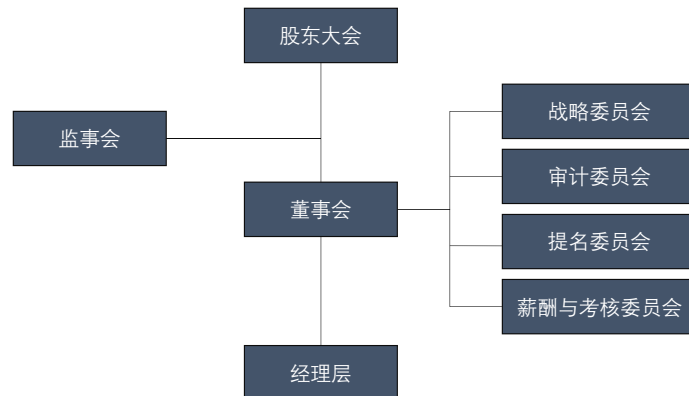 股东大会
监事会
董事会
战略委员会
审计委员会
提名委员会
薪酬与考核委员会
经理层